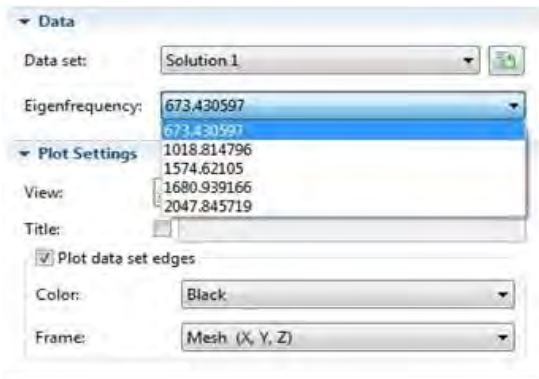 Data
Data set: Solution 1
Eigenfrequency: 673.430597
673.430597
1018.814796
Plot Settings
1574.62105
1680.939166
View:
2047.845719
Title:
Plot data set edges
Color: Black
Frame: Mesh (X, Y, Z)